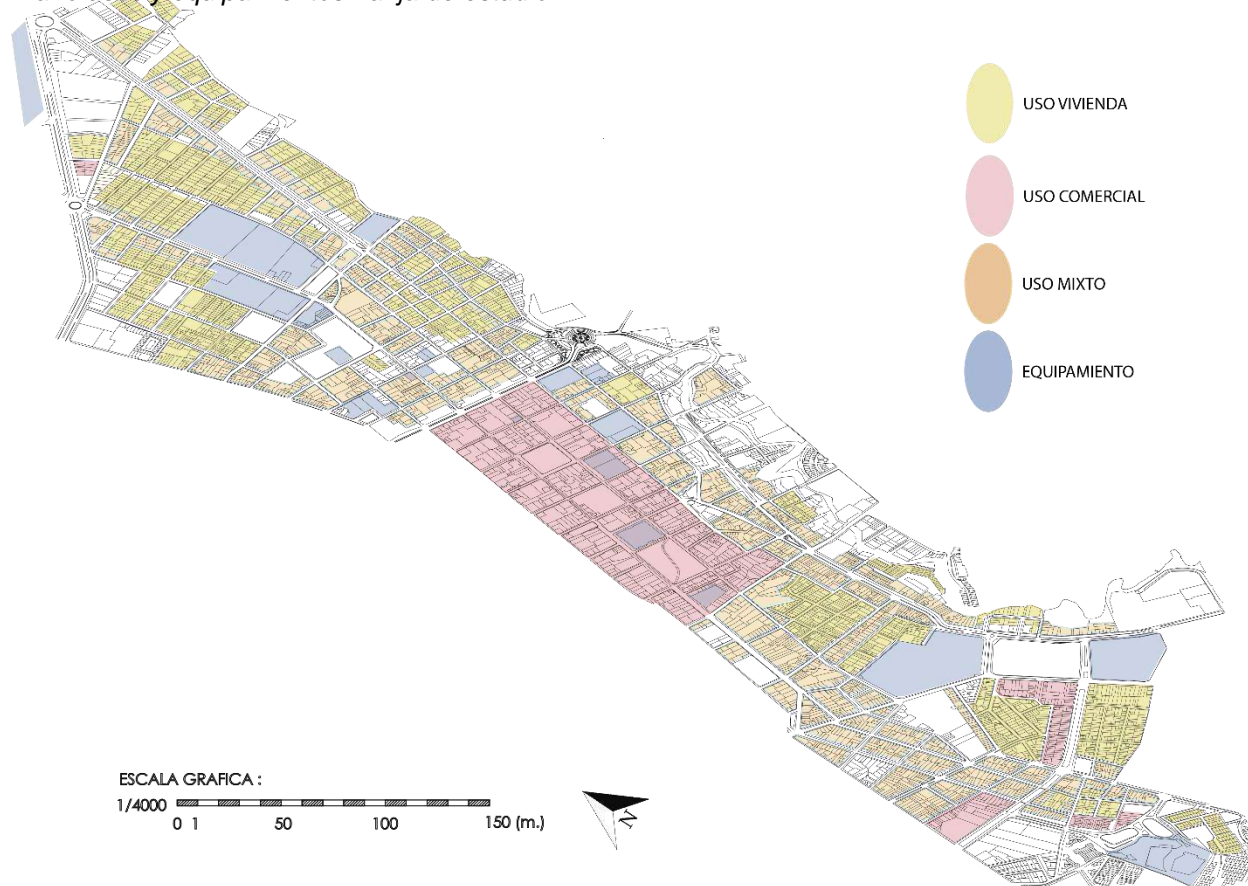 USO VIVIENDA
USO COMERCIAL
USO MIXTO
EQUIPAMIENTO
ESCALA GRAFICA :
1/4000
0 1 50 100 150 (m.)
N